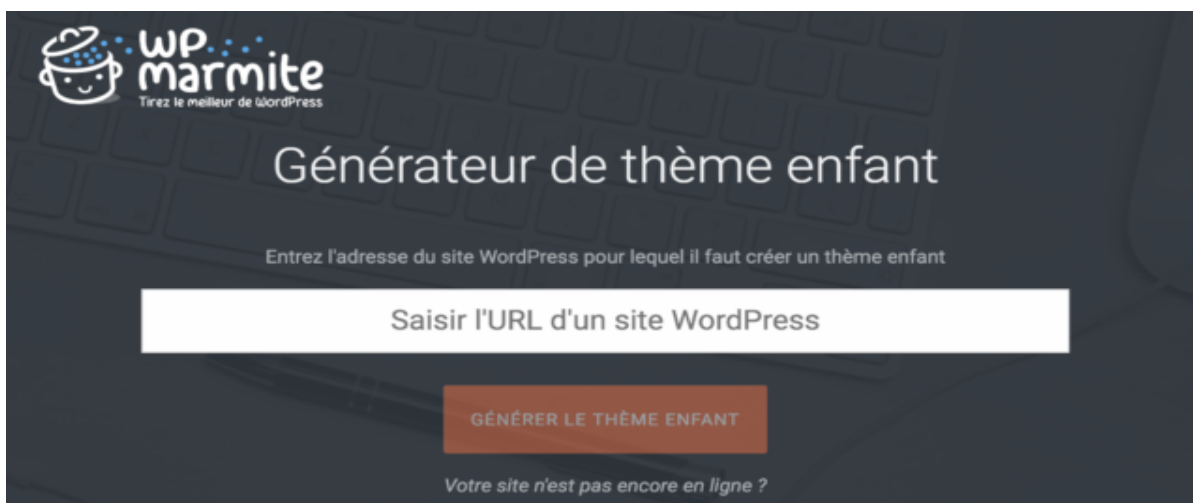 WP
marmite
Tirez le meilleur de WordPress
Générateur de thème enfant
Entrez l'adresse du site WordPress pour lequel il faut créer un thème enfant
Saisir l'URL d'un site WordPress
GÉNÉRER LE THÈME ENFANT
Votre site n'est pas encore en ligne ?